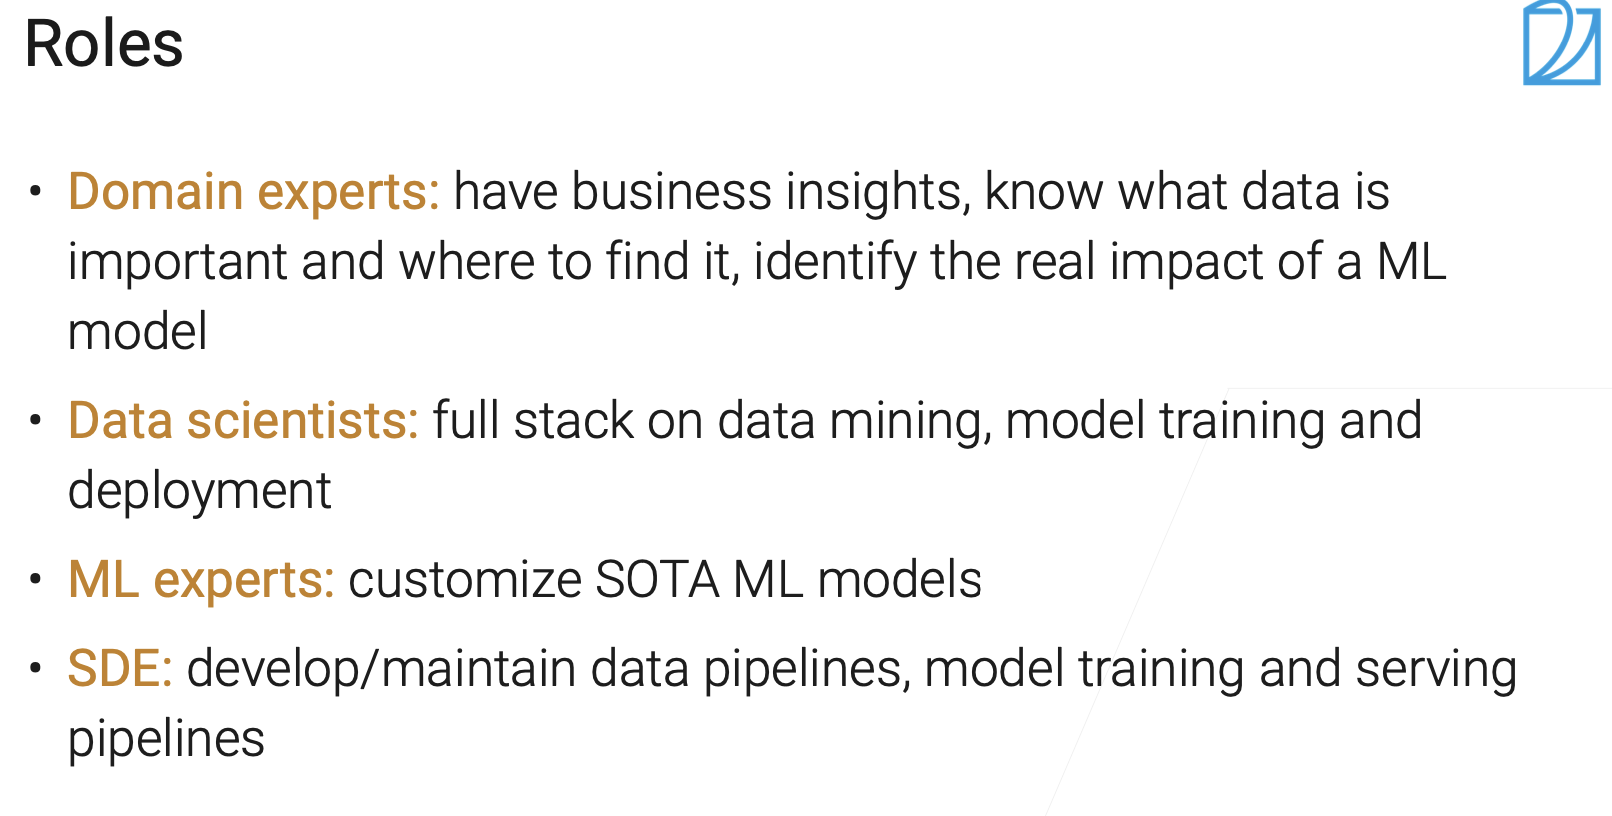 Roles
• Domain experts: have business insights, know what data is
important and where to find it, identify the real impact of a ML
model
• Data scientists: full stack on data mining, model training and
deployment
• ML experts: customize SOTA ML models
• SDE: develop/maintain data pipelines, model training and serving
pipelines